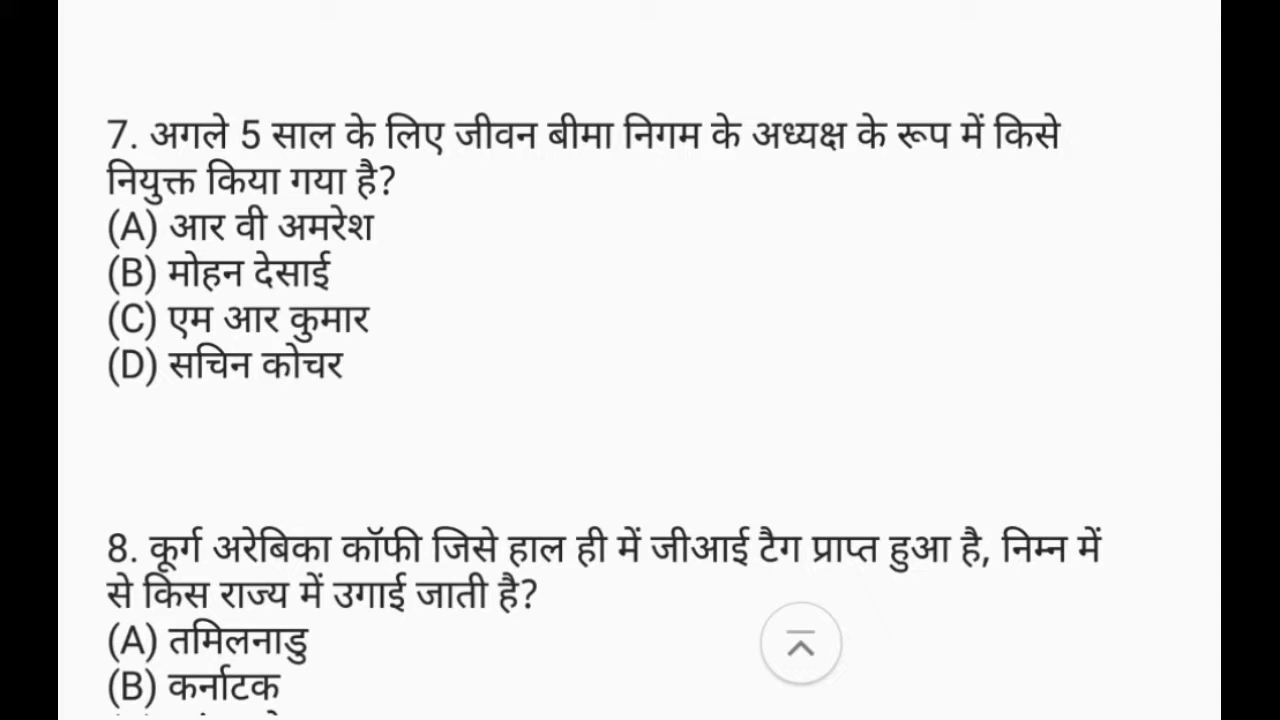 7. अगले 5 साल के लिए जीवन बीमा निगम के अध्यक्ष के रूप में किसे
नियुक्त किया गया है?
(A) आर वी अमरेश
(B) मोहन देसाई
(C) एम आर कुमार
(D) सचिन कोचर
8. कूर्ग अरेबिका कॉफी जिसे हाल ही में जीआई टैग प्राप्त हुआ है, निम्न में
से किस राज्य में उगाई जाती है?
(A) तमिलनाडु
(B) कर्नाटक